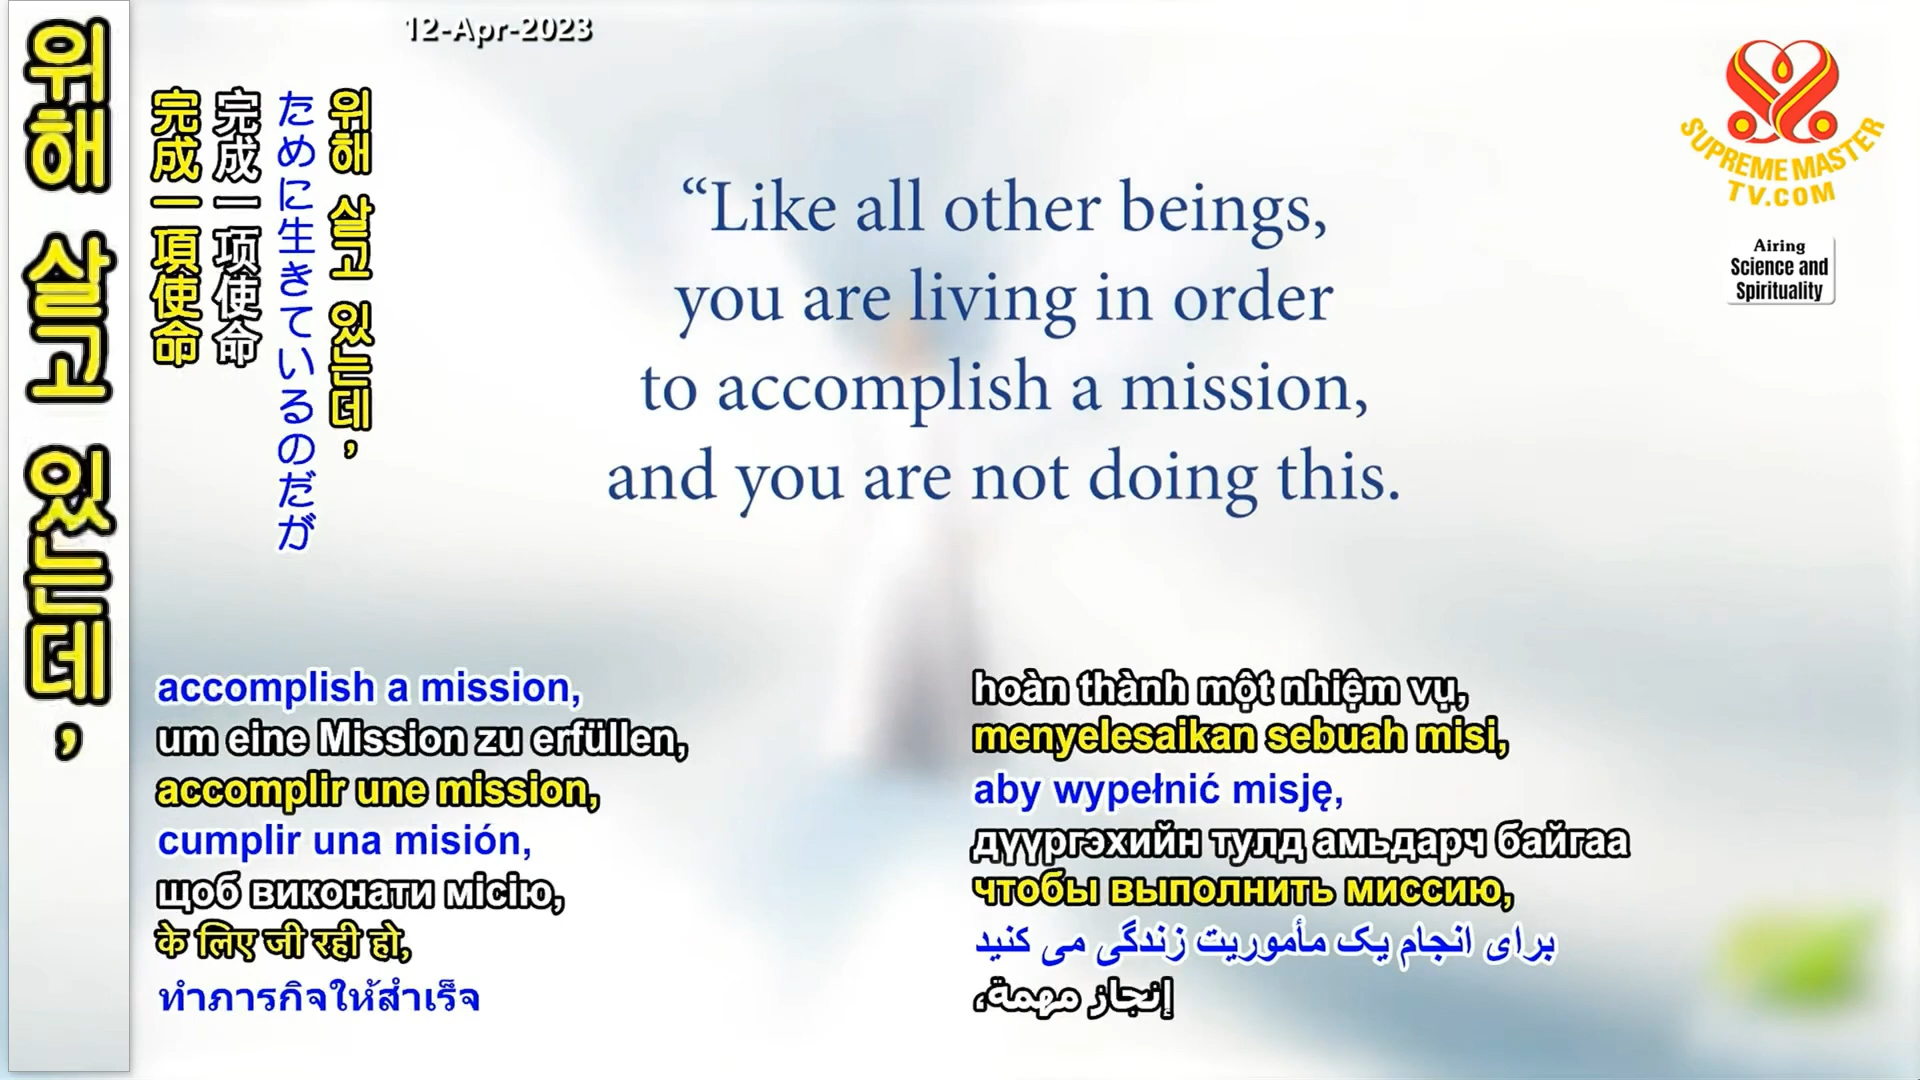 12-Apr-2023
위해 살고 있는데,
위해 살고 있는데,
ために生きているのだが
完成一项使命
完成一項使命
“Like all other beings,
you are living in order
to accomplish a mission,
and you are not doing this.
SUPREME MASTER
TV.COM
Airing
Science and
Spirituality
accomplish a mission,
um eine Mission zu erfüllen,
accomplir une mission,
cumplir una misión,
щоб виконати місію,
के लिए जी रही हो,
ทำภารกิจให้สำเร็จ
hoàn thành một nhiệm vụ,
menyelesaikan sebuah misi,
aby wypełnić misję,
дүүргэхийн тулд амьдарч байгаа
чтобы выполнить миссию,
برای انجام یک مأموریت زندگی می کنید
إنجاز مهمة،